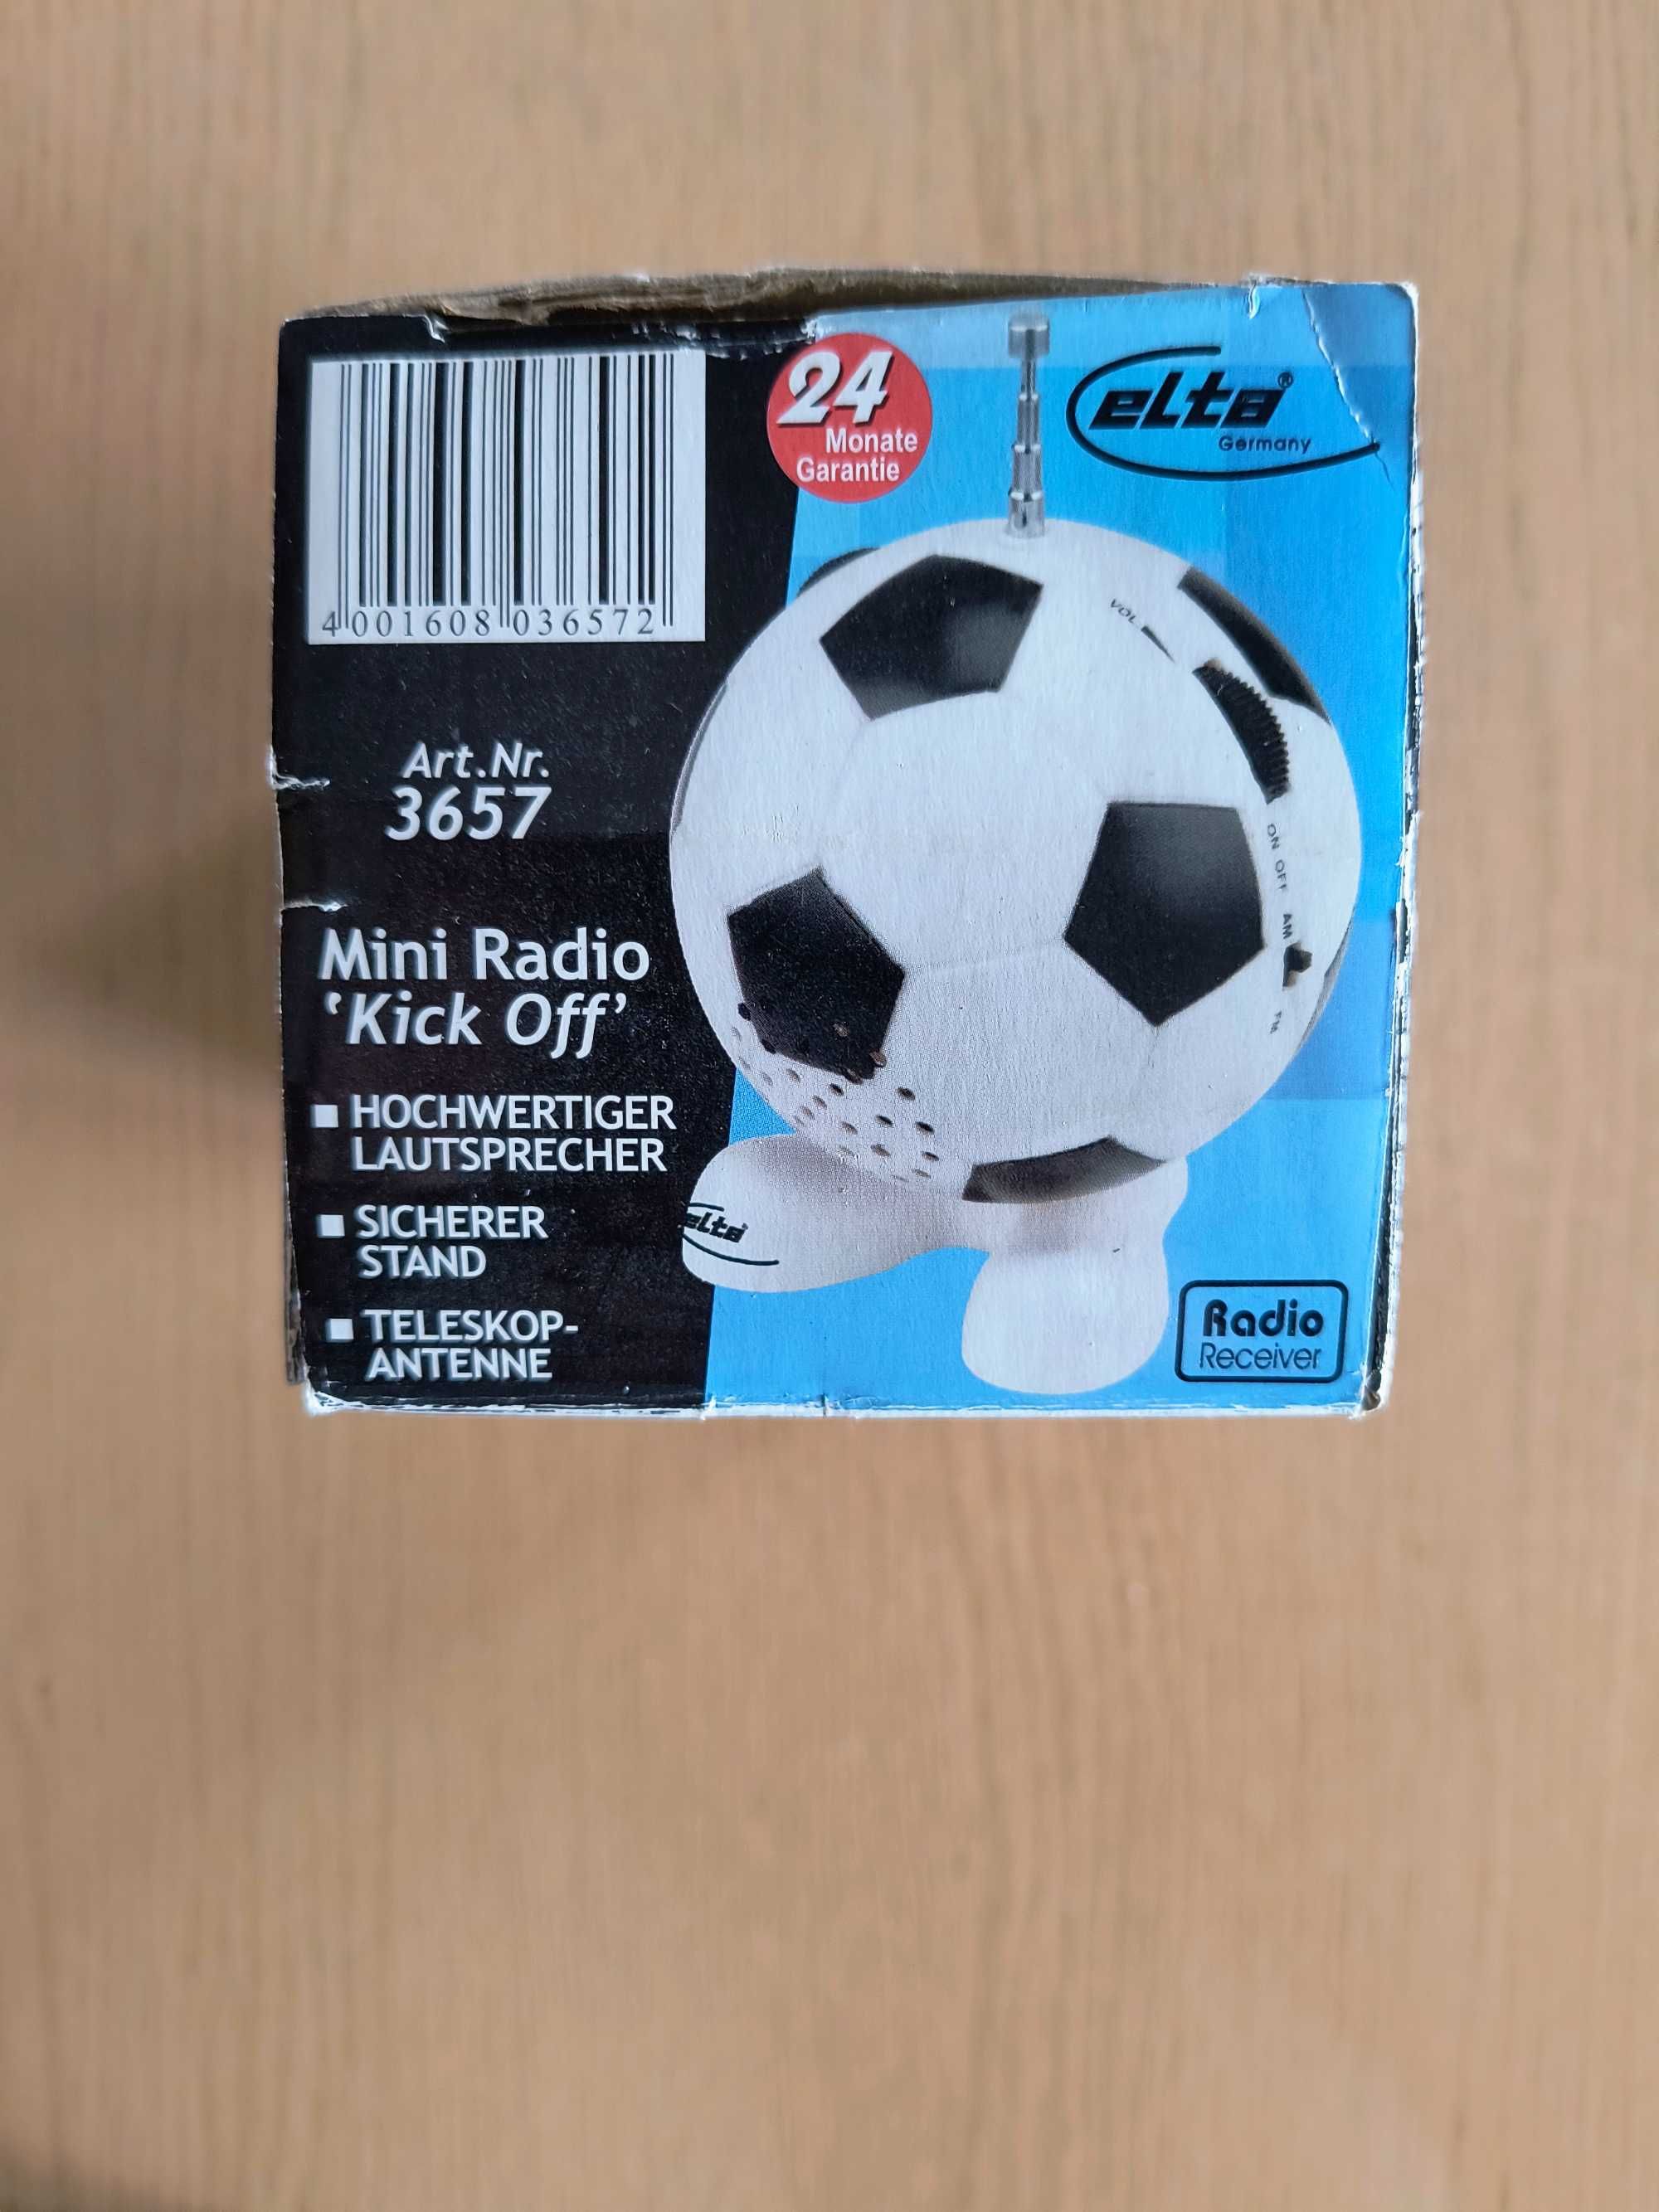 4 001608 036572
24
Monate
Garantie
elta®
Germany
Art.Nr.
3657
Mini Radio
‘Kick Off’
■ HOCHWERTIGER
LAUTSPRECHER
■ SICHERER
STAND
■ TELESKOP-
ANTENNE
VOL
ON OFF AM
FM
elta
Radio
Receiver